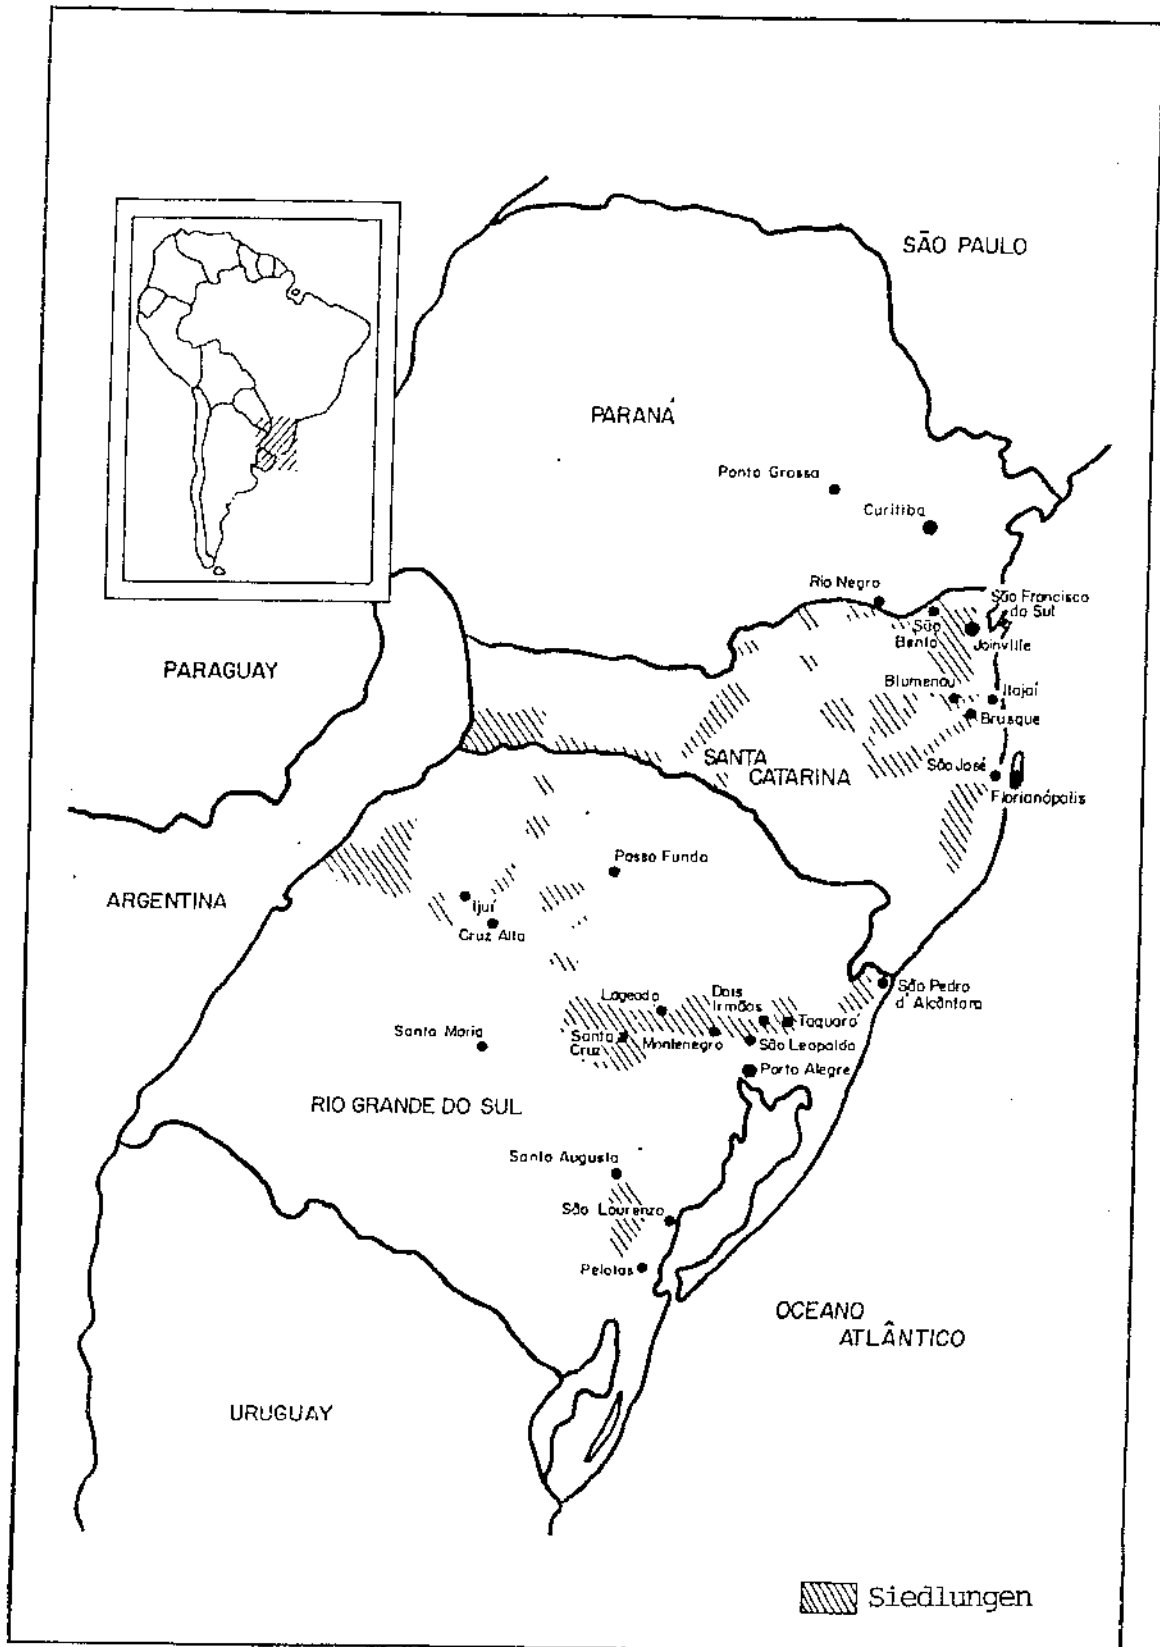 SÃO PAULO
PARANÁ
Ponta Grossa
Curitiba
Rio Negro
São Francisco
do Sul
São
Bento
Joinville
PARAGUAY
Blumenau
Itajaí
Brusque
SANTA
CATARINA
São José
Florianópolis
Passo Fundo
ARGENTINA
Ijuí
Cruz Alta
São Pedro
d'Alcântara
Lageado
Dois
Irmãos
Taquara
Santa Maria
Santa
Cruz
Montenegro
São Leopoldo
Porto Alegre
RIO GRANDE DO SUL
Santo Augusto
São Lourenzo
Pelotas
OCEANO
ATLÂNTICO
URUGUAY
Siedlungen